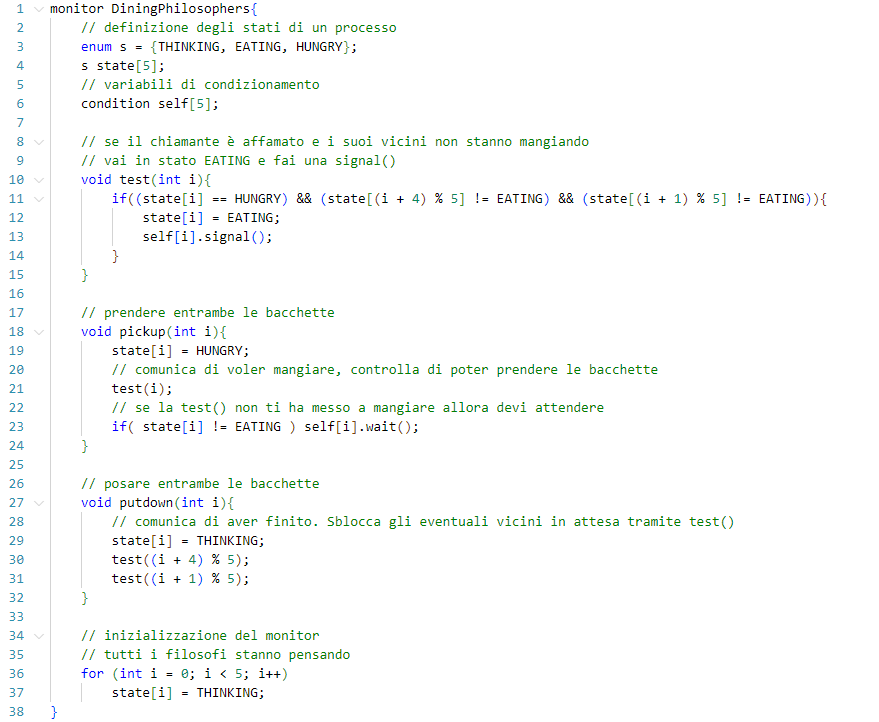 1 monitor DiningPhilosophers{
2 // definizione degli stati di un processo
3 enum s = {THINKING, EATING, HUNGRY};
4 s state[5];
5 // variabili di condizionamento
6 condition self[5];
7
8 // se il chiamante è affamato e i suoi vicini non stanno mangiando
9 // vai in stato EATING e fai una signal()
10 void test(int i){
11 if((state[i] == HUNGRY) && (state[(i + 4) % 5] != EATING) && (state[(i + 1) % 5] != EATING)){
12 state[i] = EATING;
13 self[i].signal();
14 }
15 }
16
17 // prendere entrambe le bacchette
18 void pickup(int i){
19 state[i] = HUNGRY;
20 // comunica di voler mangiare, controlla di poter prendere le bacchette
21 test(i);
22 // se la test() non ti ha messo a mangiare allora devi attendere
23 if( state[i] != EATING ) self[i].wait();
24 }
25
26 // posare entrambe le bacchette
27 void putdown(int i){
28 // comunica di aver finito. Sblocca gli eventuali vicini in attesa tramite test()
29 state[i] = THINKING;
30 test((i + 4) % 5);
31 test((i + 1) % 5);
32 }
33
34 // inizializzazione del monitor
35 // tutti i filosofi stanno pensando
36 for (int i = 0; i < 5; i++)
37 state[i] = THINKING;
38 }